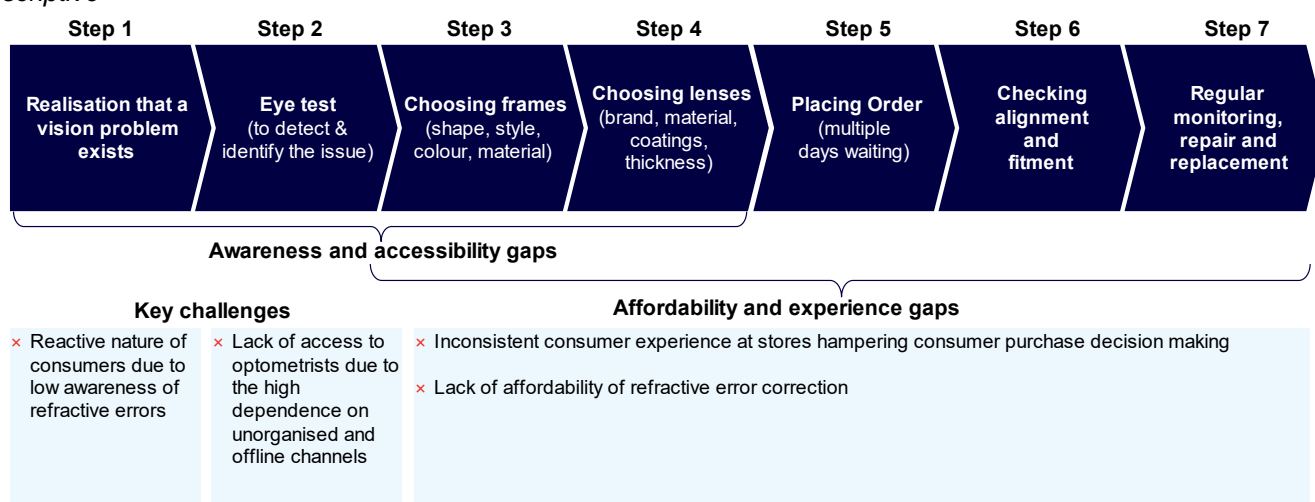 Step 1
Step 2
Step 3
Step 4
Step 5
Step 6
Step 7
Realisation that a
vision problem
exists
Eye test
(to detect &
identify the issue)
Choosing frames
(shape, style,
colour, material)
Choosing lenses
(brand, material,
coatings,
thickness)
Placing Order
(multiple
days waiting)
Checking
alignment
and
fitment
Regular
monitoring,
repair and
replacement
Awareness and accessibility gaps
Key challenges
Affordability and experience gaps
× Reactive nature of
consumers due to
low awareness of
refractive errors
× Lack of access to
optometrists due to
the high
dependence on
unorganised and
offline channels
× Inconsistent consumer experience at stores hampering consumer purchase decision making
× Lack of affordability of refractive error correction